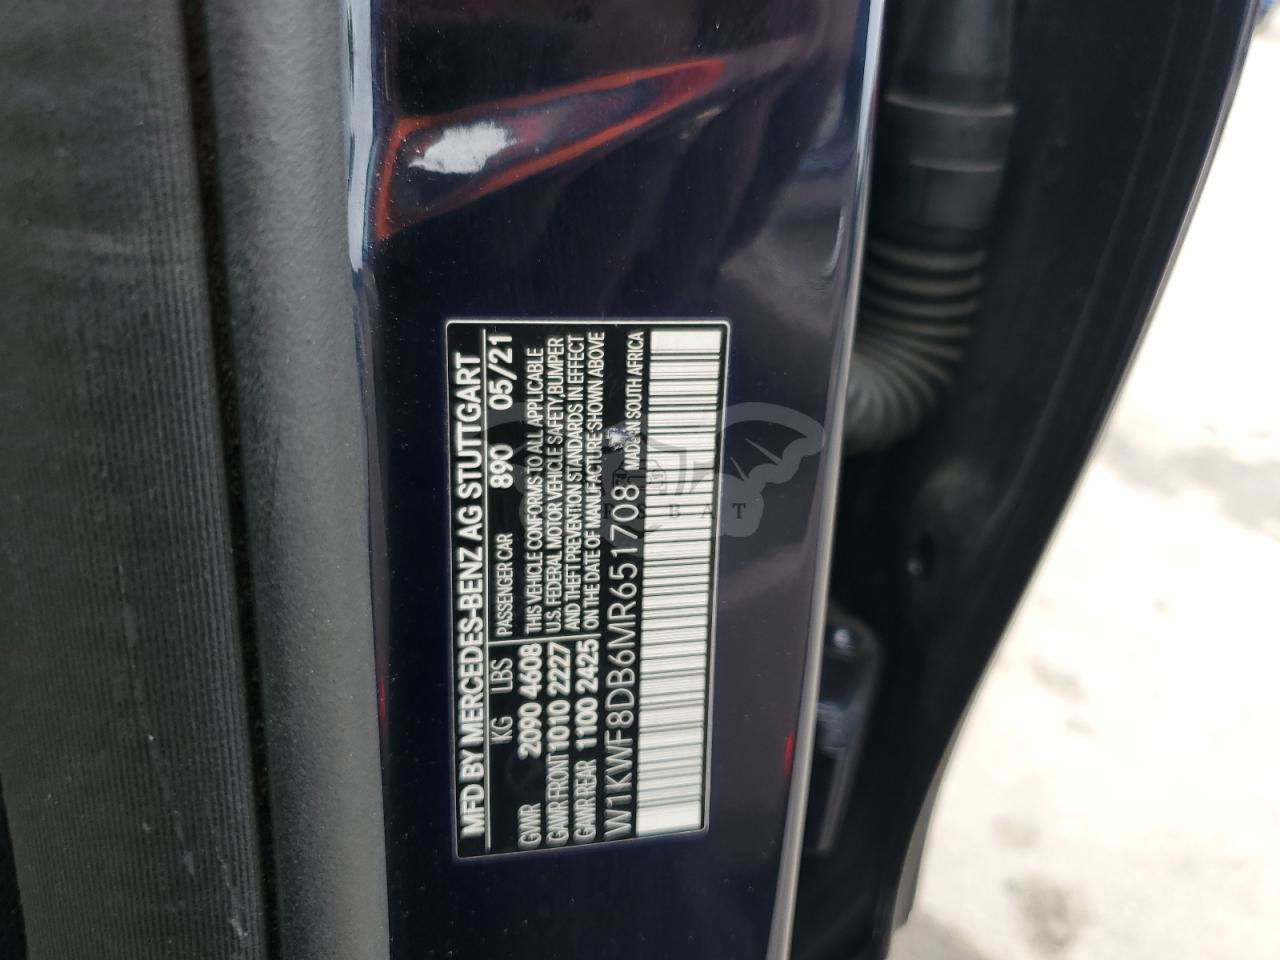 MFD BY MERCEDES-BENZ AG STUTTGART
KG LBS PASSENGER CAR 890 05/21
GVWR 2090 4608 THIS VEHICLE CONFORMS TO ALL APPLICABLE
GAWR FRONT 1010 2227 U.S. FEDERAL MOTOR VEHICLE SAFETY,BUMPER
AND THEFT PREVENTION STANDARDS IN EFFECT
GAWR REAR 1100 2425 ON THE DATE OF MANUFACTURE SHOWN ABOVE
W1KWF8DB6MR651708 MADE IN SOUTH AFRICA